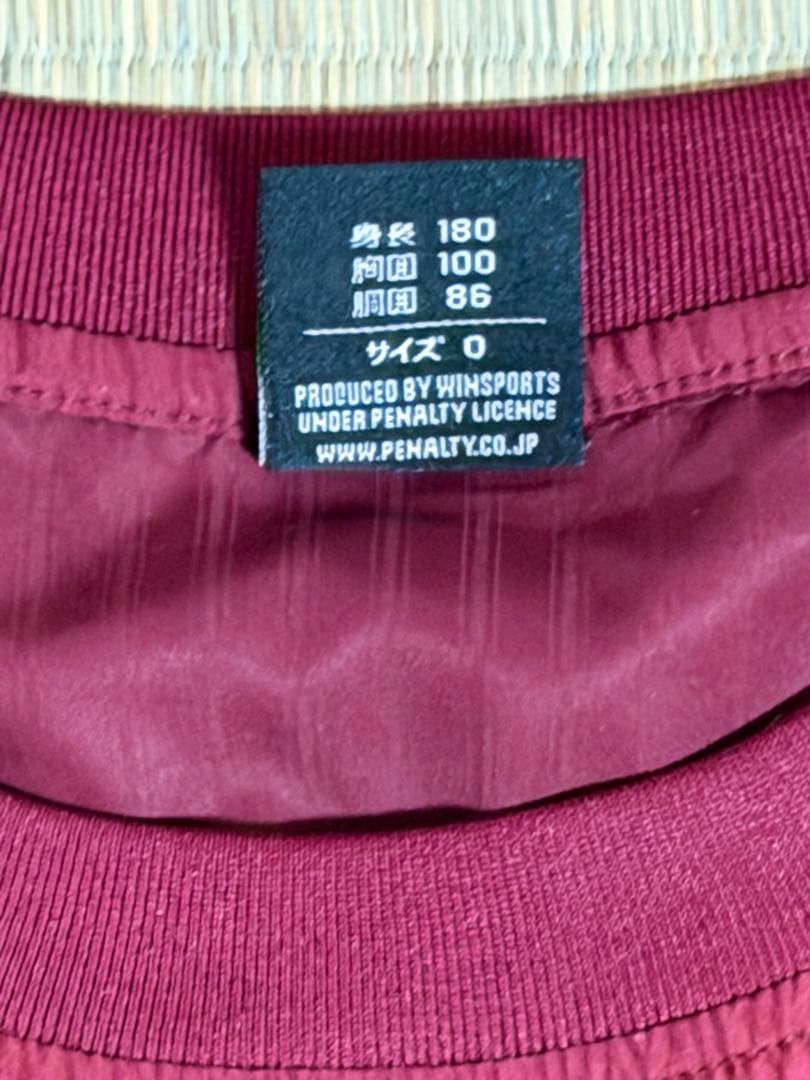 身長 180
胸囲 100
胴囲 86
サイズ O
PRODUCED BY WINSPORTS
UNDER PENALTY LICENCE
WWW.PENALTY.CO.JP